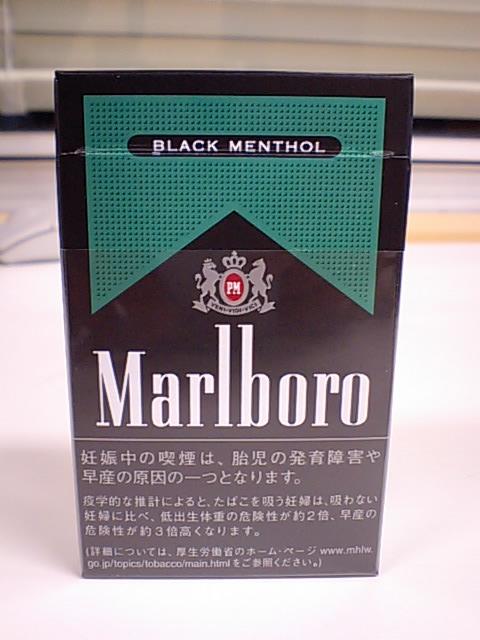 BLACK MENTHOL
PM
VENI·VIDI·VICI
Marlboro
妊娠中の喫煙は、胎児の発育障害や
早産の原因の一つとなります。
疫学的な推計によると、たばこを吸う妊婦は、吸わない
妊婦に比べ、低出生体重の危険性が約2倍、早産の
危険性が約3倍高くなります。
(詳細については、厚生労働省のホーム・ページ www.mhlw.
go.jp/topics/tobacco/main.htmlをご参照ください。)